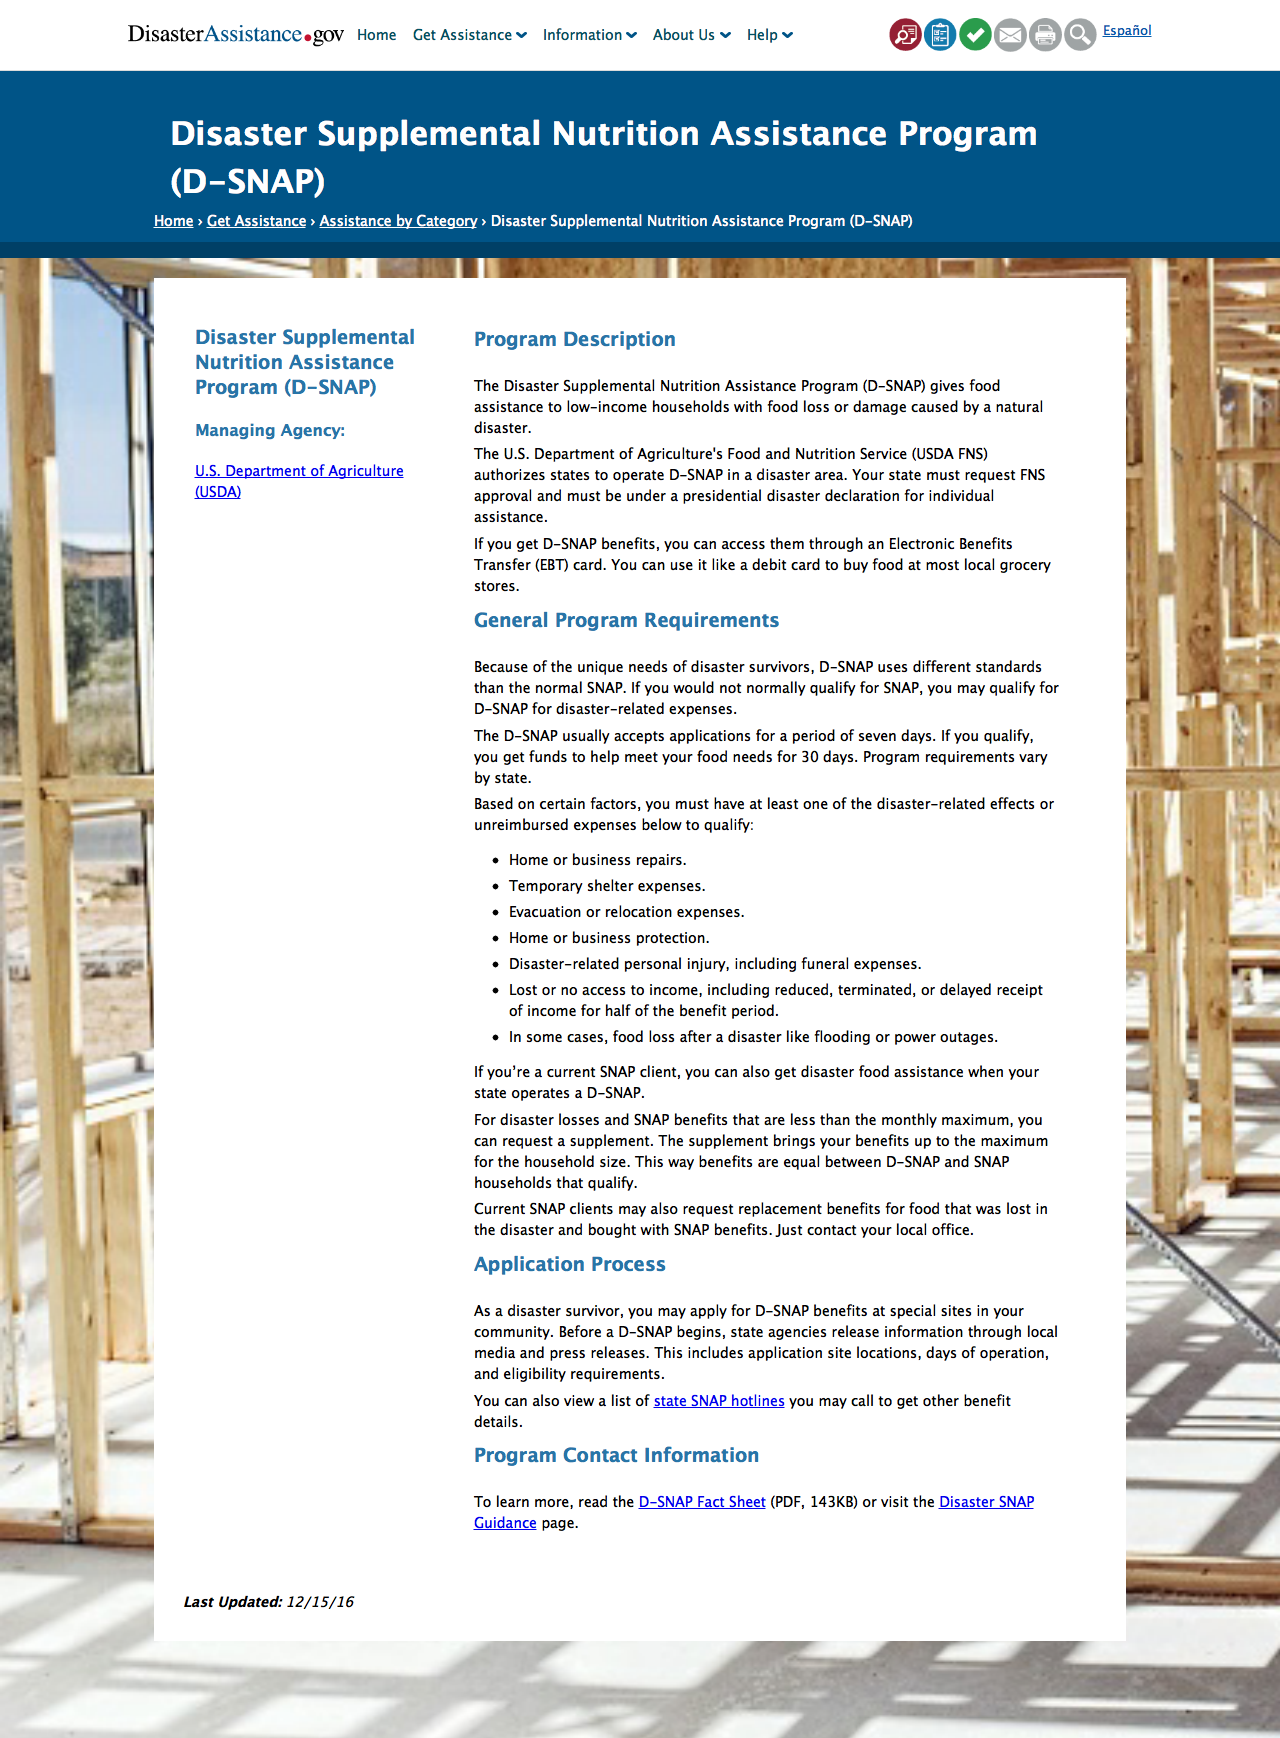 DisasterAssistance.gov Home Get Assistance Information About Us Help Español
Disaster Supplemental Nutrition Assistance Program
(D-SNAP)
Home › Get Assistance › Assistance by Category › Disaster Supplemental Nutrition Assistance Program (D-SNAP)
Disaster Supplemental
Nutrition Assistance
Program (D-SNAP)
Managing Agency:
U.S. Department of Agriculture
(USDA)
Program Description
The Disaster Supplemental Nutrition Assistance Program (D-SNAP) gives food
assistance to low-income households with food loss or damage caused by a natural
disaster.
The U.S. Department of Agriculture's Food and Nutrition Service (USDA FNS)
authorizes states to operate D-SNAP in a disaster area. Your state must request FNS
approval and must be under a presidential disaster declaration for individual
assistance.
If you get D-SNAP benefits, you can access them through an Electronic Benefits
Transfer (EBT) card. You can use it like a debit card to buy food at most local grocery
stores.
General Program Requirements
Because of the unique needs of disaster survivors, D-SNAP uses different standards
than the normal SNAP. If you would not normally qualify for SNAP, you may qualify for
D-SNAP for disaster-related expenses.
The D-SNAP usually accepts applications for a period of seven days. If you qualify,
you get funds to help meet your food needs for 30 days. Program requirements vary
by state.
Based on certain factors, you must have at least one of the disaster-related effects or
unreimbursed expenses below to qualify:
• Home or business repairs.
• Temporary shelter expenses.
• Evacuation or relocation expenses.
• Home or business protection.
• Disaster-related personal injury, including funeral expenses.
• Lost or no access to income, including reduced, terminated, or delayed receipt
of income for half of the benefit period.
• In some cases, food loss after a disaster like flooding or power outages.
If you’re a current SNAP client, you can also get disaster food assistance when your
state operates a D-SNAP.
For disaster losses and SNAP benefits that are less than the monthly maximum, you
can request a supplement. The supplement brings your benefits up to the maximum
for the household size. This way benefits are equal between D-SNAP and SNAP
households that qualify.
Current SNAP clients may also request replacement benefits for food that was lost in
the disaster and bought with SNAP benefits. Just contact your local office.
Application Process
As a disaster survivor, you may apply for D-SNAP benefits at special sites in your
community. Before a D-SNAP begins, state agencies release information through local
media and press releases. This includes application site locations, days of operation,
and eligibility requirements.
You can also view a list of state SNAP hotlines you may call to get other benefit
details.
Program Contact Information
To learn more, read the D-SNAP Fact Sheet (PDF, 143KB) or visit the Disaster SNAP
Guidance page.
Last Updated: 12/15/16